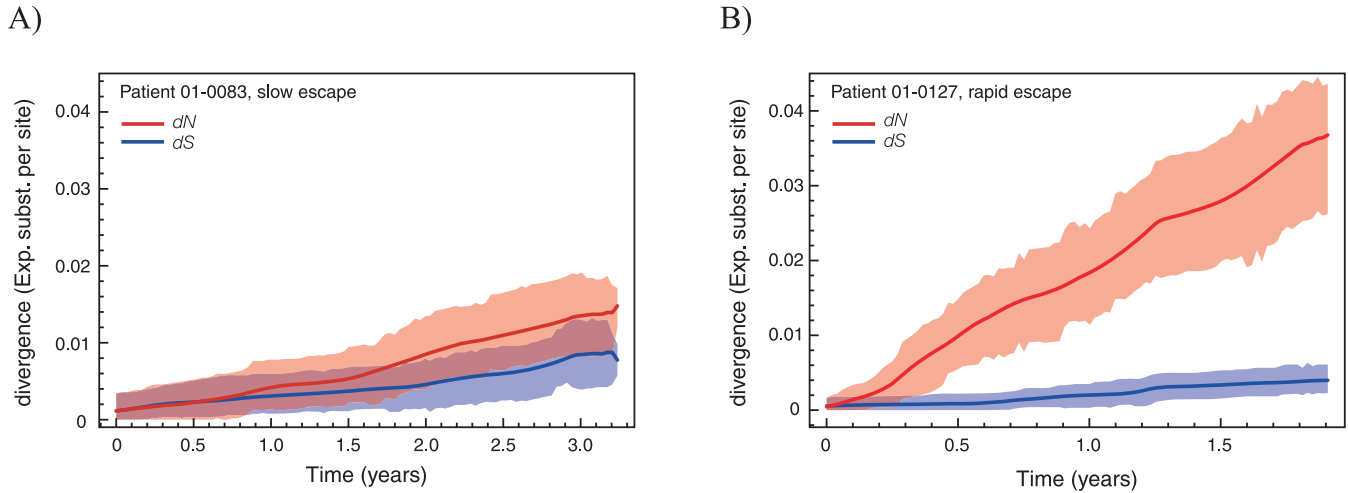 A)
Patient 01-0083, slow escape
dN
dS
divergence (Exp. subst. per site)
0.04
0.03
0.02
0.01
0
0 0.5 1.0 1.5 2.0 2.5 3.0
Time (years)
B)
Patient 01-0127, rapid escape
dN
dS
divergence (Exp. subst. per site)
0.04
0.03
0.02
0.01
0
0 0.5 1.0 1.5
Time (years)